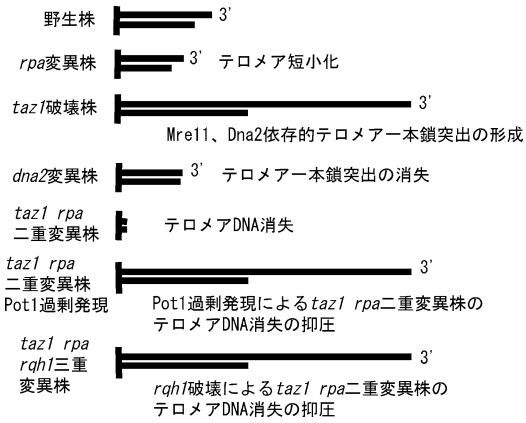 野生株 3'
rpa変異株 3' テロメア短小化
taz1破壊株 3'
Mre11、Dna2依存的テロメア一本鎖突出の形成
dna2変異株 3' テロメア一本鎖突出の消失
taz1 rpa
二重変異株 テロメアDNA消失
taz1 rpa
二重変異株
Pot1過剰発現 3'
Pot1過剰発現によるtaz1 rpa二重変異株の
テロメアDNA消失の抑圧
taz1 rpa
rqh1三重
変異株 3'
rqh1破壊によるtaz1 rpa二重変異株の
テロメアDNA消失の抑圧